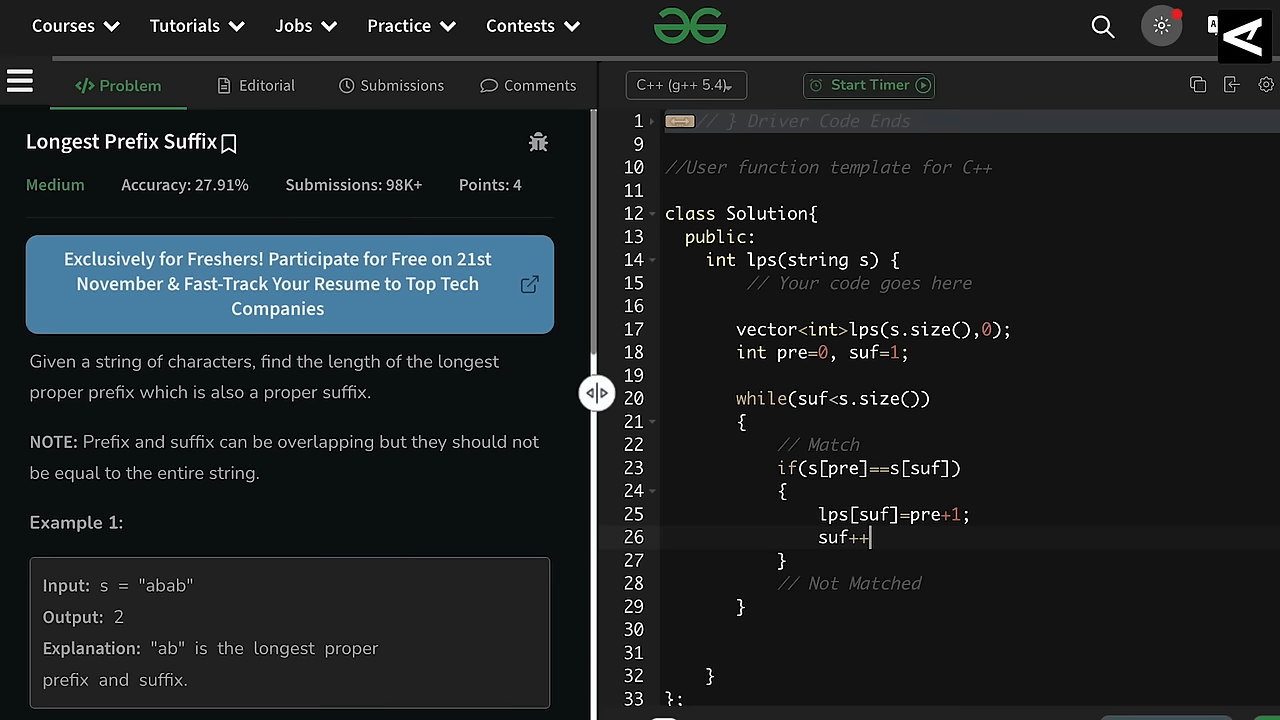 Courses Tutorials Jobs Practice Contests
</> Problem Editorial Submissions Comments
C++ (g++ 5.4) Start Timer
Longest Prefix Suffix
Medium Accuracy: 27.91% Submissions: 98K+ Points: 4
Exclusively for Freshers! Participate for Free on 21st
November & Fast-Track Your Resume to Top Tech
Companies
Given a string of characters, find the length of the longest
proper prefix which is also a proper suffix.
NOTE: Prefix and suffix can be overlapping but they should not
be equal to the entire string.
Example 1:
Input: s = "abab"
Output: 2
Explanation: "ab" is the longest proper
prefix and suffix.
1 // } Driver Code Ends
9
10 //User function template for C++
11
12 class Solution{
13 public:
14 int lps(string s) {
15 // Your code goes here
16
17 vector<int>lps(s.size(),0);
18 int pre=0, suf=1;
19
20 while(suf<s.size())
21 {
22 // Match
23 if(s[pre]==s[suf])
24 {
25 lps[suf]=pre+1;
26 suf++
27 }
28 // Not Matched
29 }
30
31
32 }
33 };